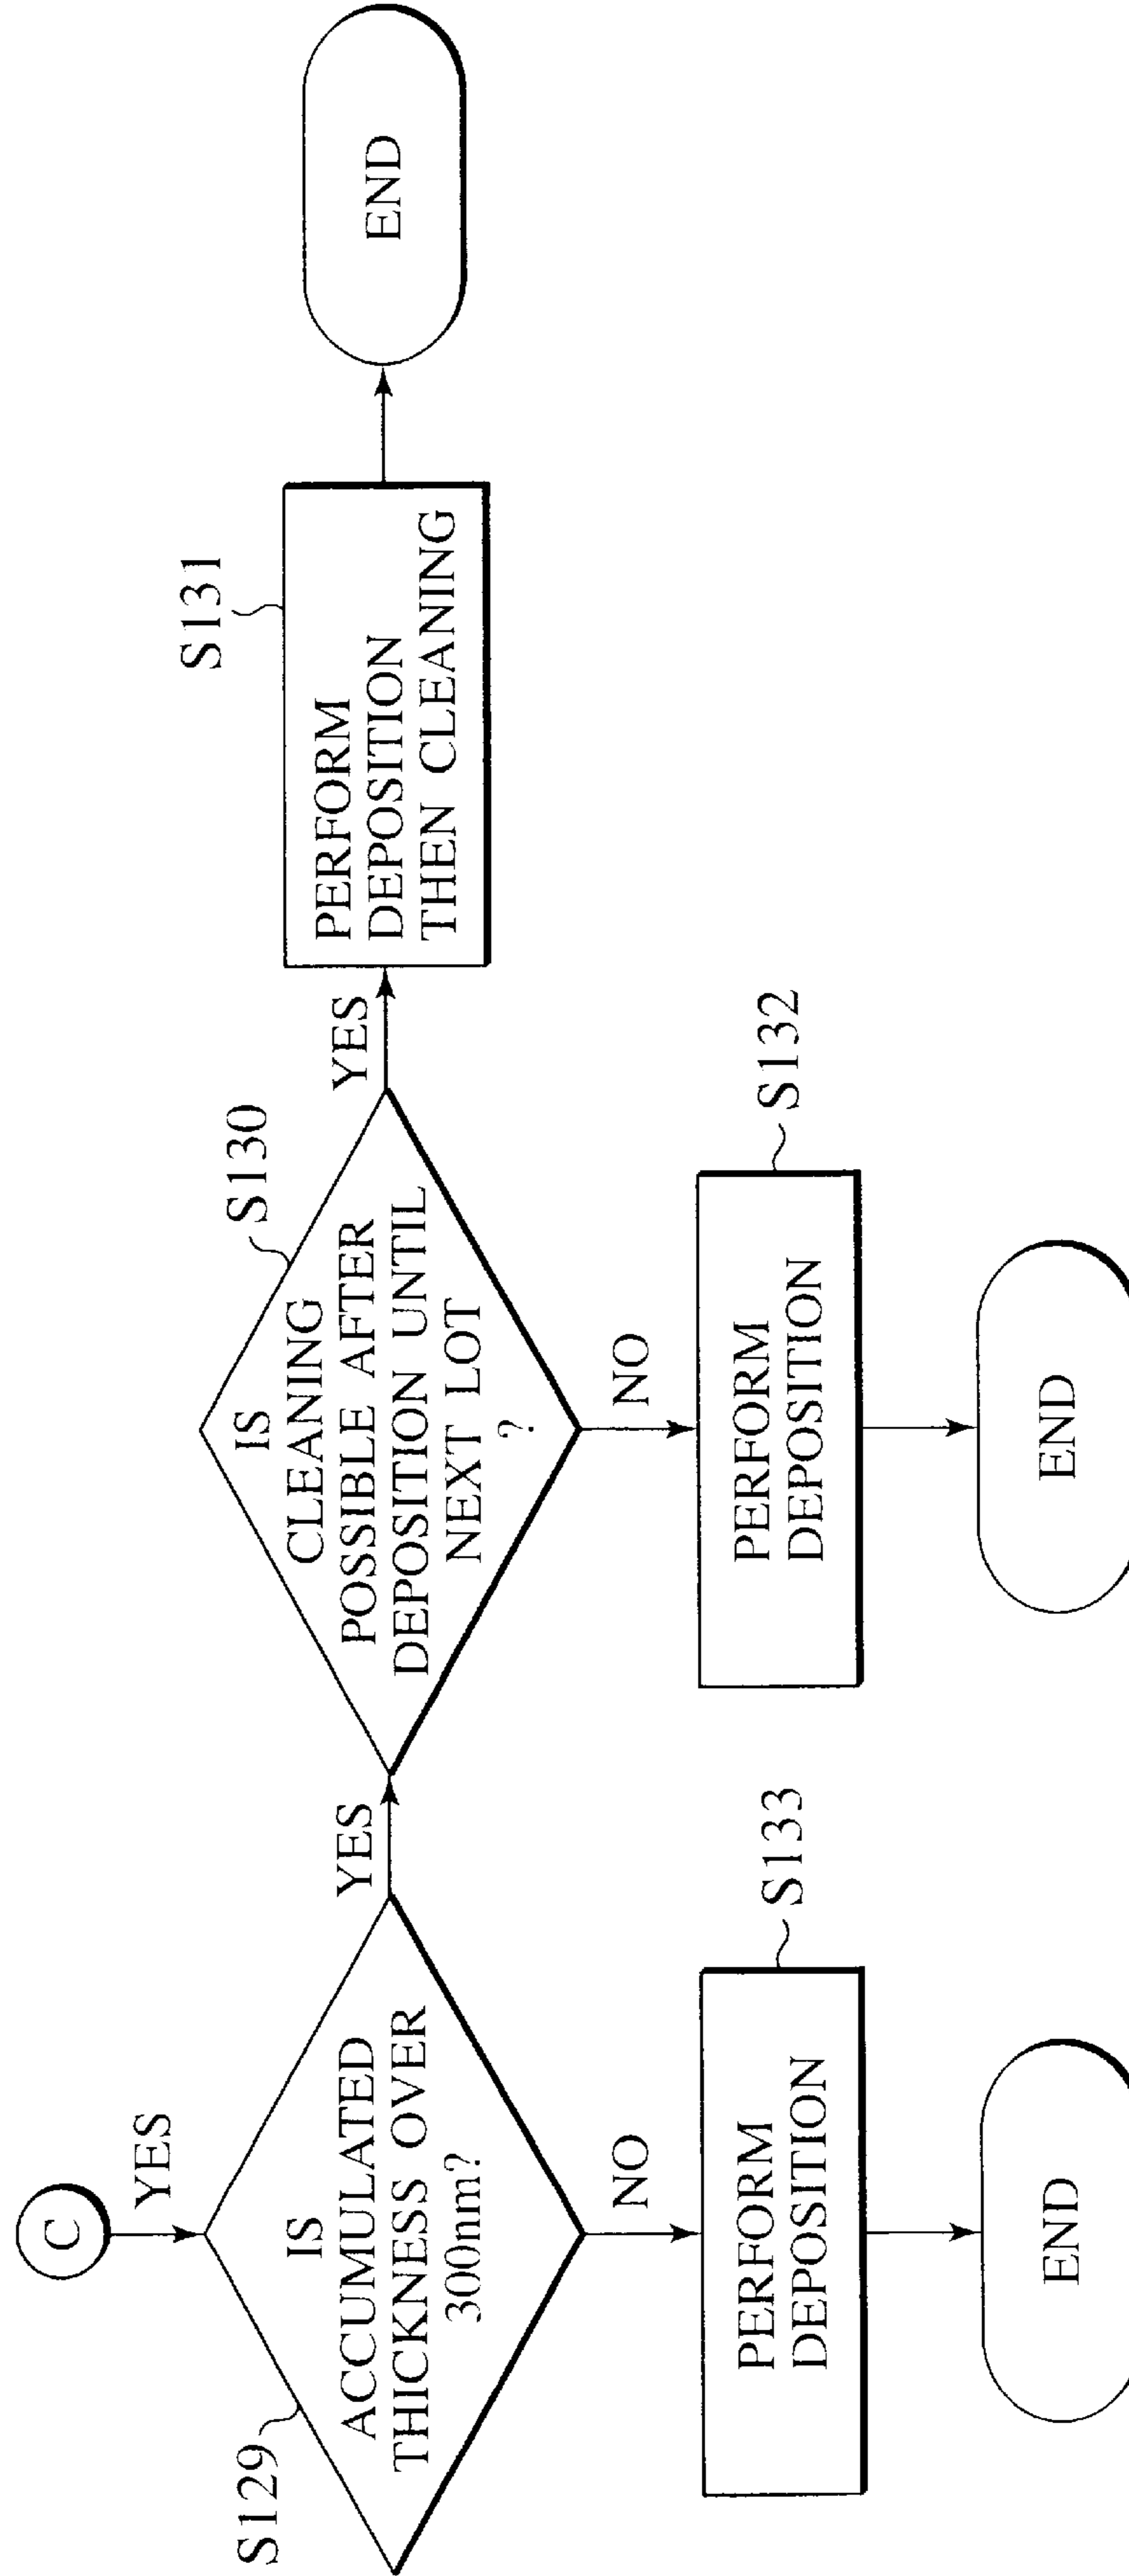 C
YES
S129
IS
ACCUMULATED
THICKNESS OVER
300nm?
YES
NO
S130
IS
CLEANING
POSSIBLE AFTER
DEPOSITION UNTIL
NEXT LOT
?
YES
NO
S131
PERFORM
DEPOSITION
THEN CLEANING
END
S133
PERFORM
DEPOSITION
END
S132
PERFORM
DEPOSITION
END